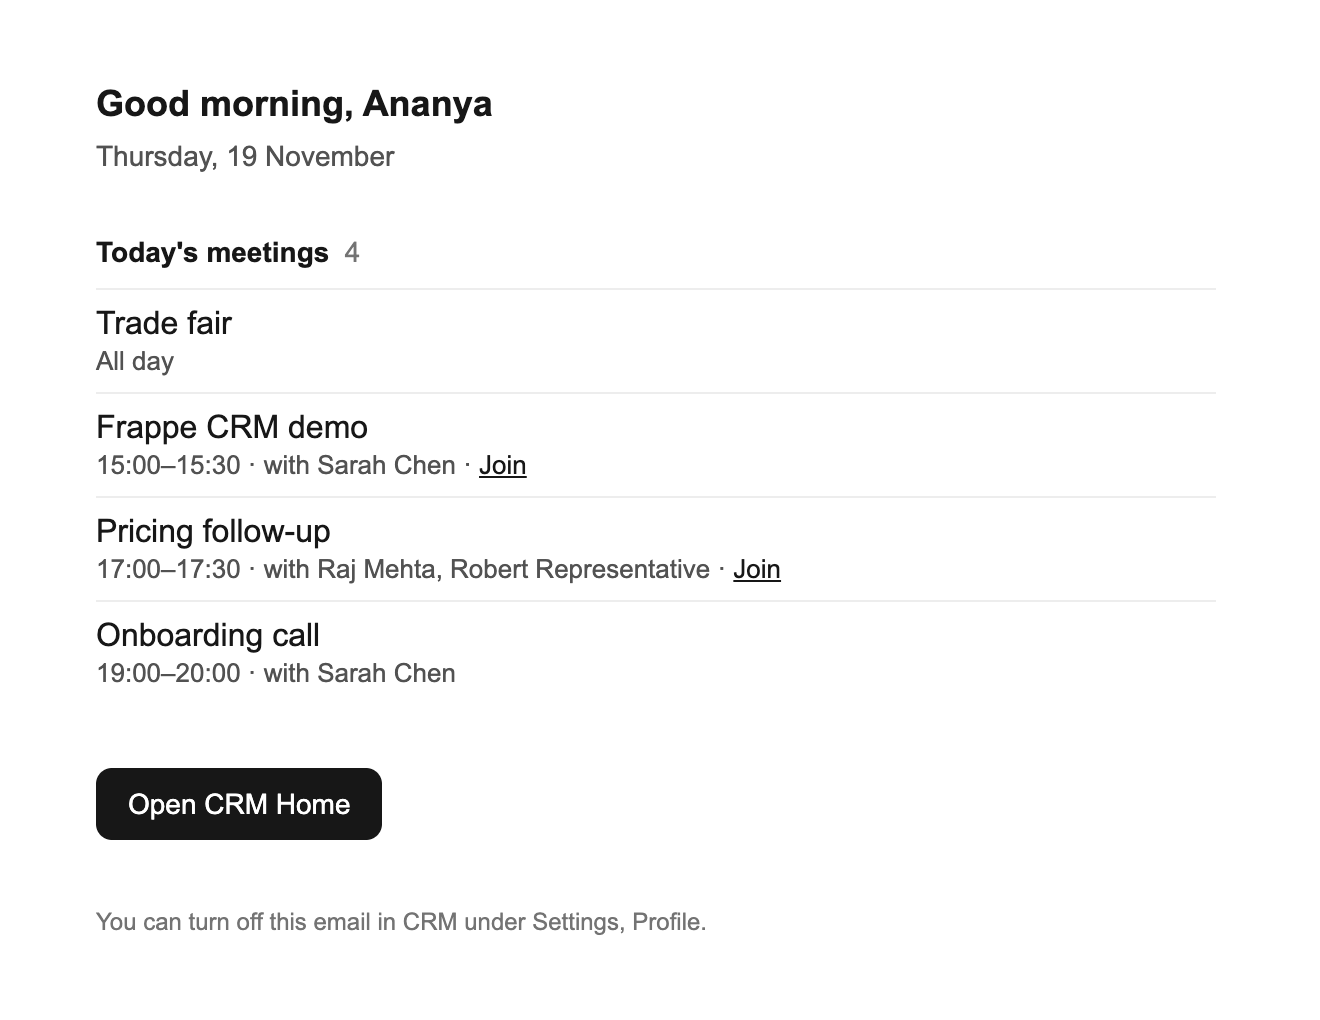 Good morning, Ananya
Thursday, 19 November
Today's meetings 4
Trade fair
All day
Frappe CRM demo
15:00–15:30 · with Sarah Chen · Join
Pricing follow-up
17:00–17:30 · with Raj Mehta, Robert Representative · Join
Onboarding call
19:00–20:00 · with Sarah Chen
Open CRM Home
You can turn off this email in CRM under Settings, Profile.